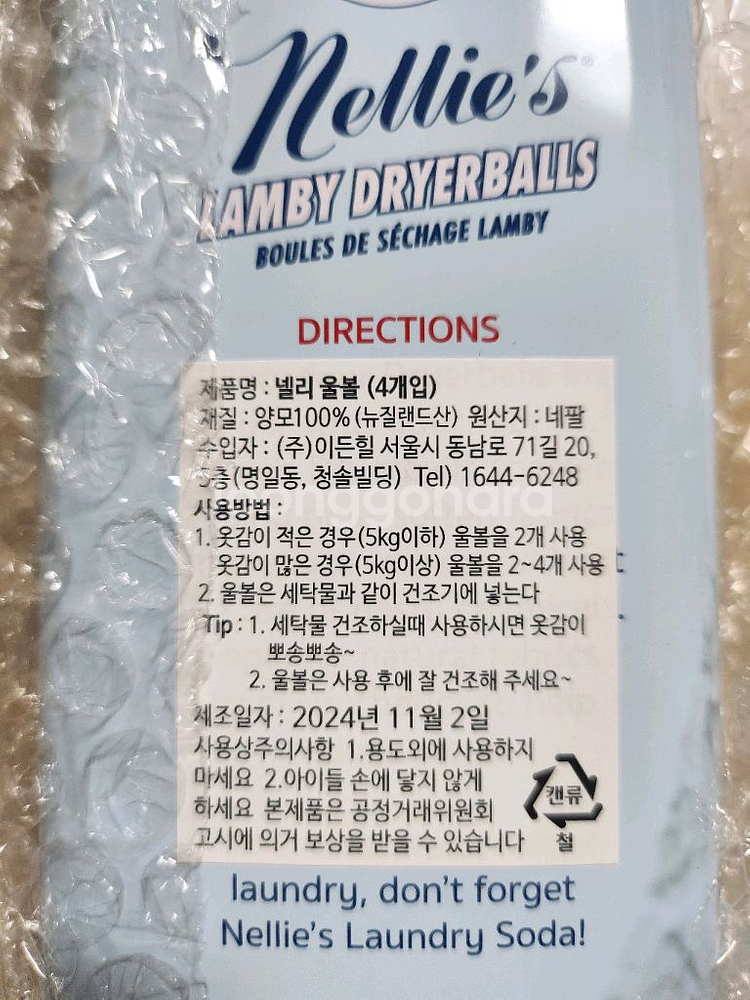 Nellie's®
LAMBY DRYERBALLS
BOULES DE SÉCHAGE LAMBY
DIRECTIONS
제품명 : 넬리 울볼 (4개입)
재질 : 양모100% (뉴질랜드산) 원산지 : 네팔
수입자 : (주)이든힐 서울시 동남로 71길 20,
5층(명일동, 청솔빌딩) Tel) 1644-6248
사용방법 :
1. 옷감이 적은 경우(5kg이하) 울볼을 2개 사용
옷감이 많은 경우(5kg이상) 울볼을 2~4개 사용
2. 울볼은 세탁물과 같이 건조기에 넣는다
Tip : 1. 세탁물 건조하실때 사용하시면 옷감이
뽀송뽀송~
2. 울볼은 사용 후에 잘 건조해 주세요~
제조일자 : 2024년 11월 2일
사용상주의사항 1.용도외에 사용하지
마세요 2.아이들 손에 닿지 않게
하세요 본제품은 공정거래위원회
고시에 의거 보상을 받을 수 있습니다
캔류
철
laundry, don't forget
Nellie's Laundry Soda!